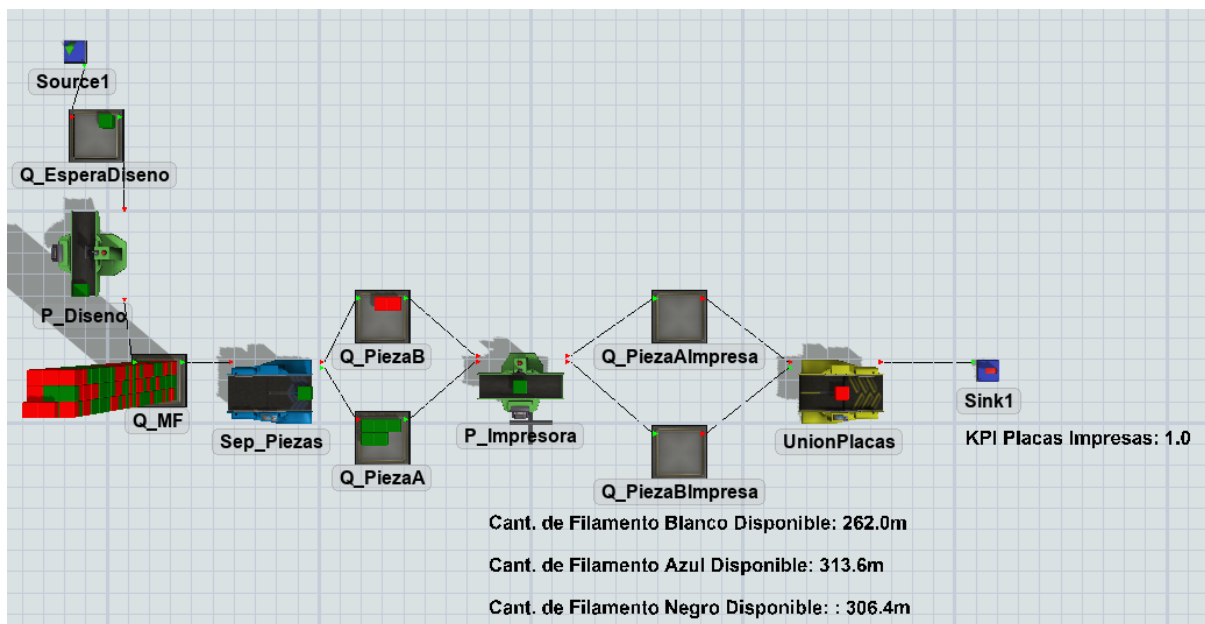 Source1
Q_EsperaDiseno
P_Diseno
Q_MF
Sep_Piezas
Q_PiezaB
Q_PiezaA
P_Impresora
Q_PiezaAImpresa
Q_PiezaBImpresa
UnionPlacas
Sink1
KPI Placas Impresas: 1.0
Cant. de Filamento Blanco Disponible: 262.0m
Cant. de Filamento Azul Disponible: 313.6m
Cant. de Filamento Negro Disponible: : 306.4m